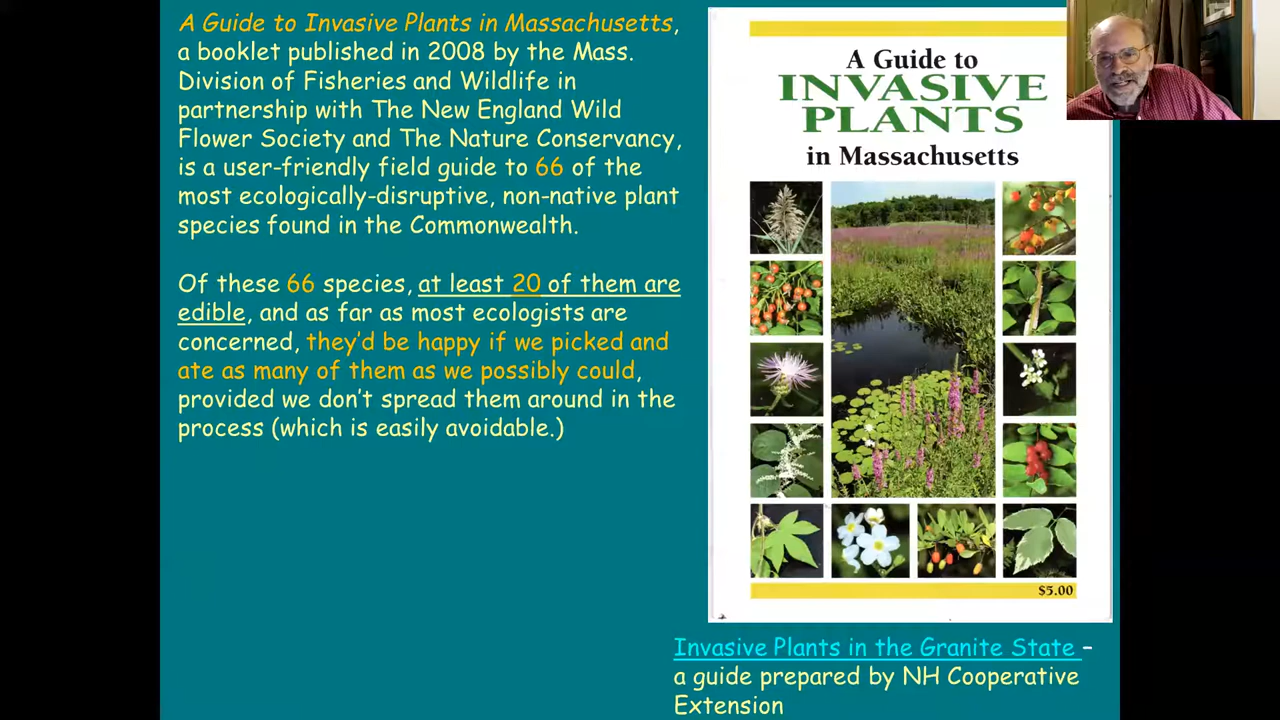 A Guide to Invasive Plants in Massachusetts,
a booklet published in 2008 by the Mass.
Division of Fisheries and Wildlife in
partnership with The New England Wild
Flower Society and The Nature Conservancy,
is a user-friendly field guide to 66 of the
most ecologically-disruptive, non-native plant
species found in the Commonwealth.
Of these 66 species, at least 20 of them are
edible, and as far as most ecologists are
concerned, they’d be happy if we picked and
ate as many of them as we possibly could,
provided we don’t spread them around in the
process (which is easily avoidable.)
A Guide to
INVASIVE
PLANTS
in Massachusetts
$5.00
Invasive Plants in the Granite State –
a guide prepared by NH Cooperative
Extension